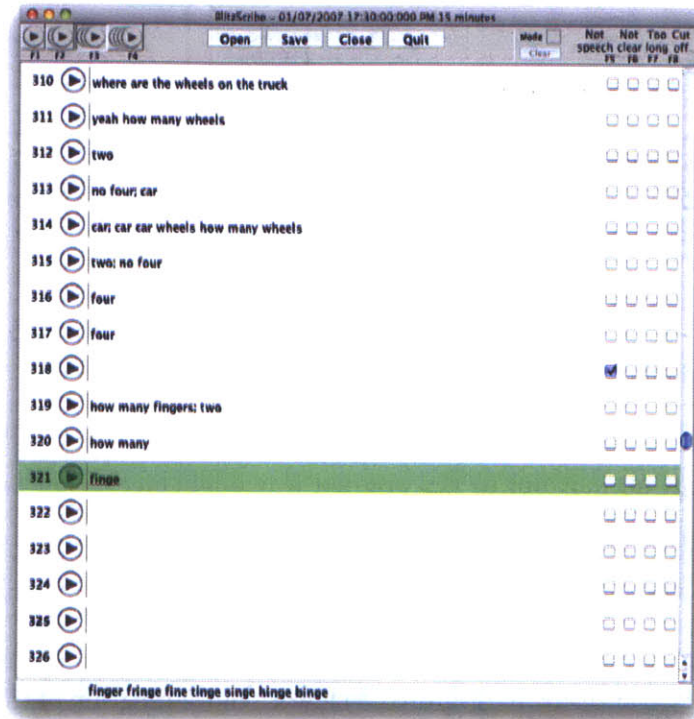 BlitzScribe - 01/07/2007 17:30:00:000 PM 15 minutes
F1 F2 F3 F4
Open Save Close Quit
Mode
Clear
Not speech F5
Not clear F6
Too long F7
Cut off F8
310 where are the wheels on the truck
311 yeah how many wheels
312 two
313 no four; car
314 car; car car wheels how many wheels
315 two; no four
316 four
317 four
318
319 how many fingers; two
320 how many
321 finge
322
323
324
325
326
finger fringe fine tinge singe hinge binge